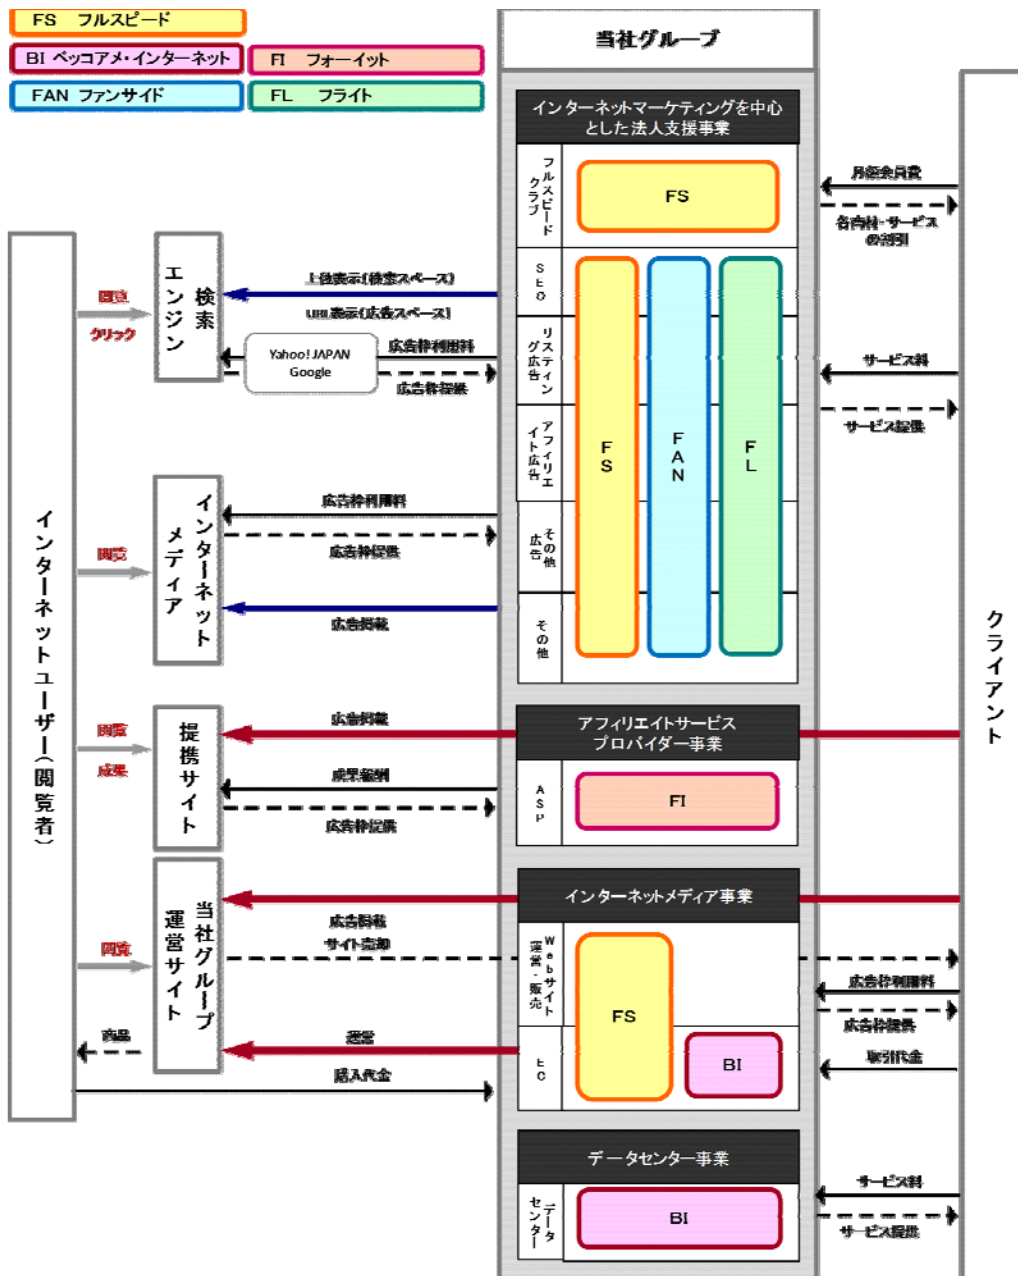 FS フルスピード
BI ベッコアメ・インターネット
FI フォーイット
FAN ファンサイド
FL フライト
当社グループ
インターネットマーケティングを中心
とした法人支援事業
フルスピード
クラブ
FS
SEO
リスティン
グ広告
アフィリエ
イト広告
その他
広告
その他
FS
FAN
FL
月額会員費
各商材・サービス
の割引
サービス料
サービス提供
クライアント
インターネットユーザー(閲覧者)
閲覧
クリック
検索
エンジン
上位表示(検索スペース)
URL表示(広告スペース)
Yahoo! JAPAN
Google
広告枠利用料
広告枠提供
閲覧
インターネット
メディア
広告枠利用料
広告枠提供
広告掲載
閲覧
成果
提携サイト
広告掲載
成果報酬
広告枠提供
アフィリエイトサービス
プロバイダー事業
ASP
FI
閲覧
商品
当社グループ
運営サイト
広告掲載
サイト売却
運営
購入代金
インターネットメディア事業
Webサイト
運営・販売
EC
FS
BI
広告枠利用料
広告枠提供
取引代金
データセンター事業
データ
センター
BI
サービス料
サービス提供